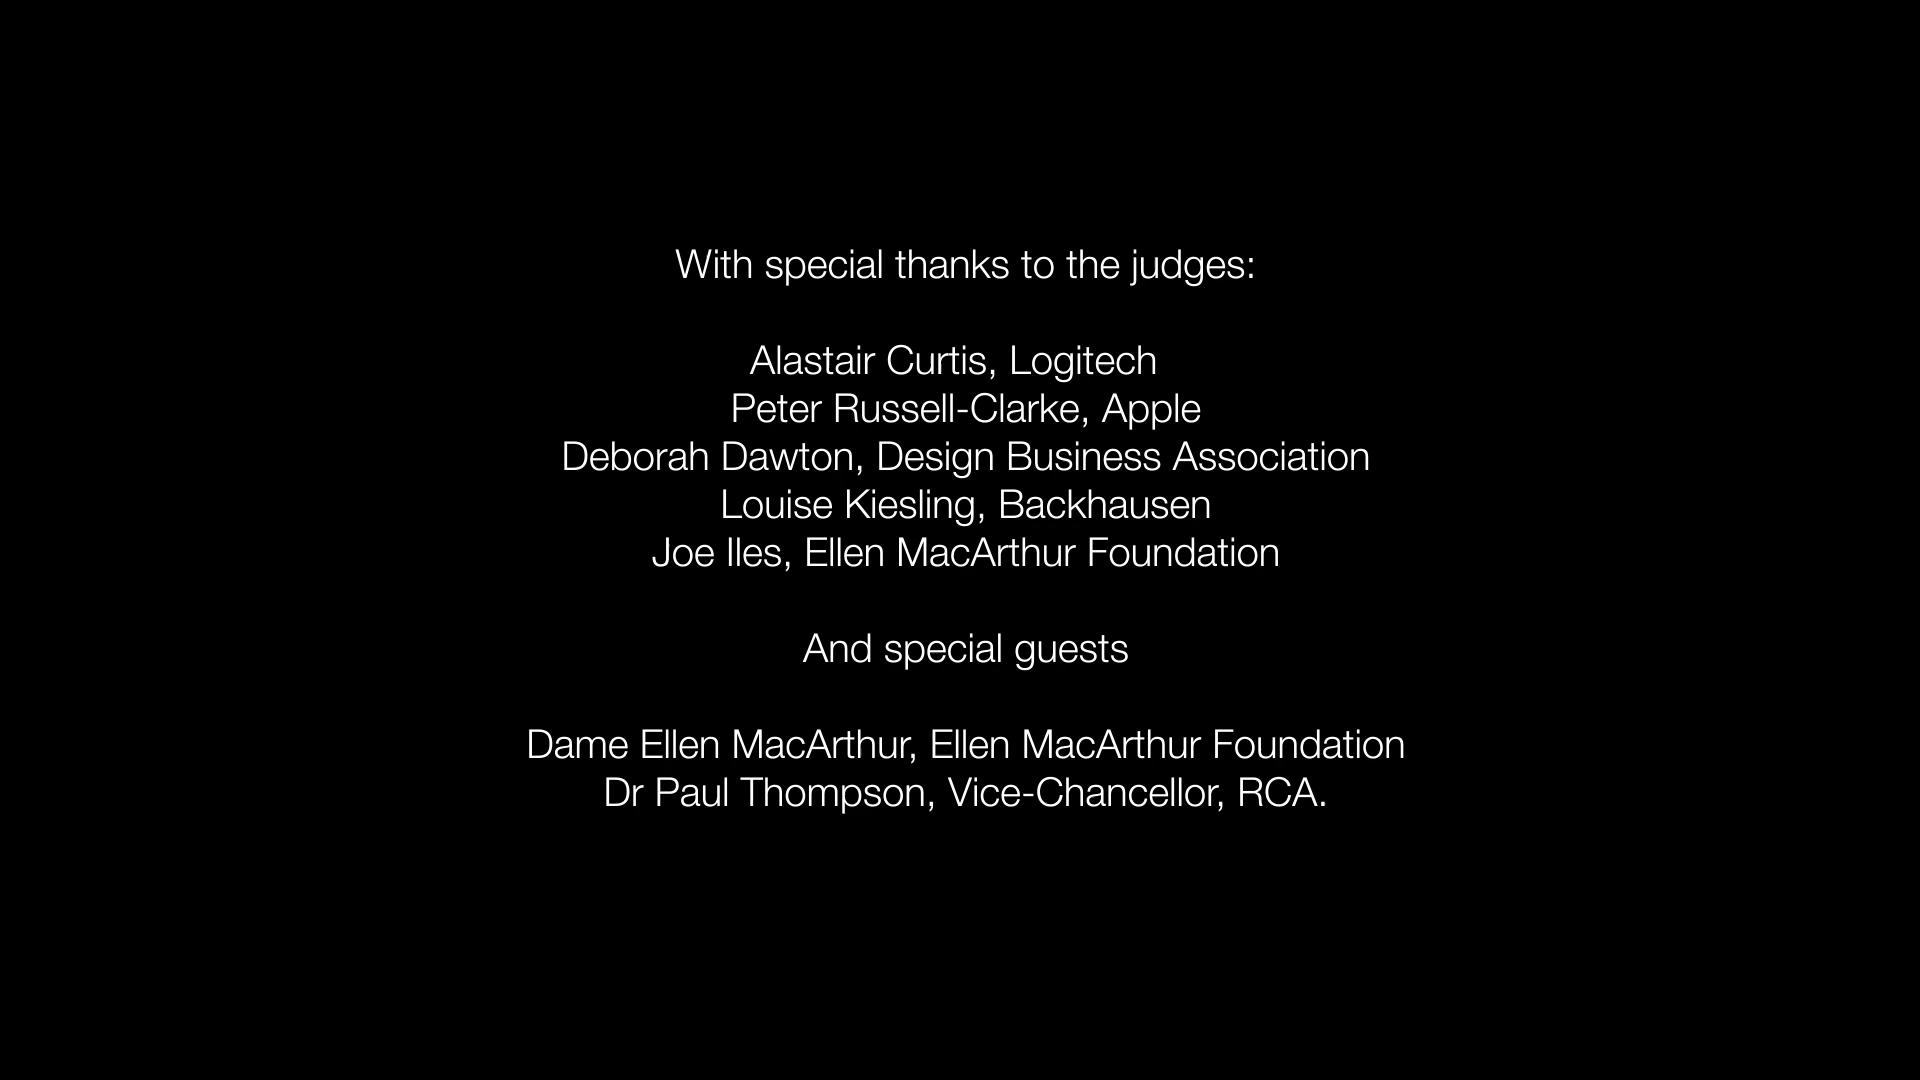 With special thanks to the judges:
Alastair Curtis, Logitech
Peter Russell-Clarke, Apple
Deborah Dawton, Design Business Association
Louise Kiesling, Backhausen
Joe Iles, Ellen MacArthur Foundation
And special guests
Dame Ellen MacArthur, Ellen MacArthur Foundation
Dr Paul Thompson, Vice-Chancellor, RCA.